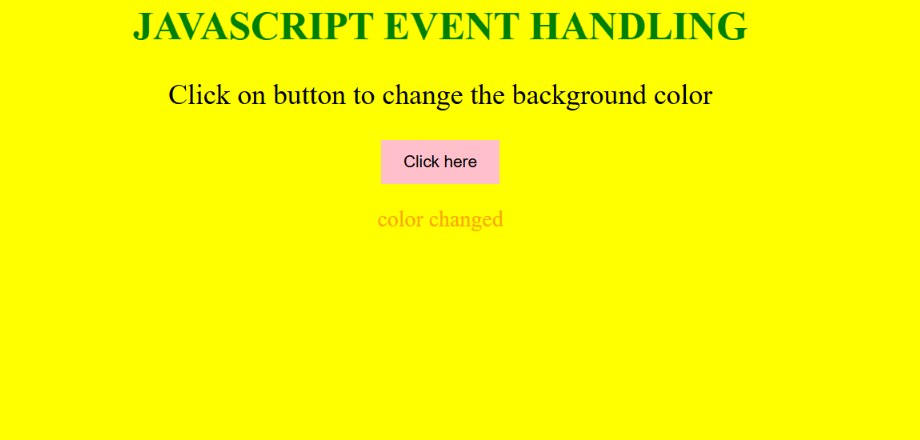 JAVASCRIPT EVENT HANDLING
Click on button to change the background color
Click here
color changed